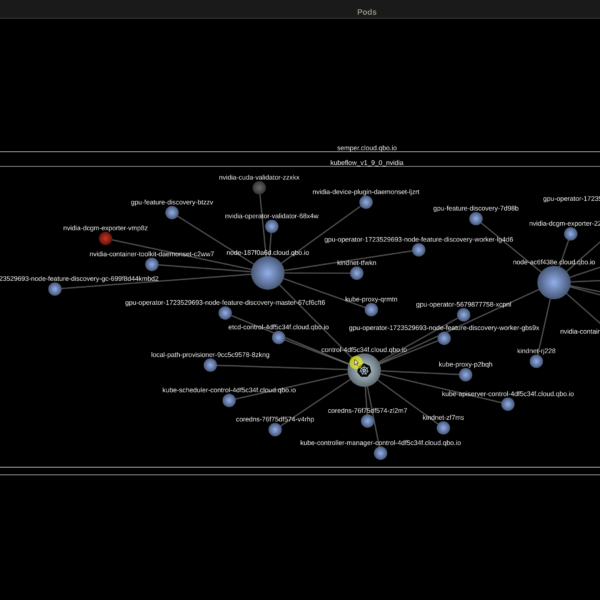 Pods
semper.cloud.qbo.io
kubeflow_v1_9_0_nvidia
nvidia-cuda-validator-zzxkx
nvidia-device-plugin-daemonset-ljzrt
gpu-operator-1723
gpu-feature-discovery-btzzv
gpu-feature-discovery-7d98b
nvidia-operator-validator-68x4w
nvidia-dcgm-exporter-22
nvidia-dcgm-exporter-vmp8z
gpu-operator-1723529693-node-feature-discovery-worker-lg4d6
nvidia-container-toolkit-daemonset-c2ww7
node-187f0a6d.cloud.qbo.io
kindnet-tfwkn
node-ac6f438e.cloud.qbo.io
23529693-node-feature-discovery-gc-699f8d44kmbd2
gpu-operator-1723529693-node-feature-discovery-master-67cf6cft6
kube-proxy-qrmtn
gpu-operator-5679877758-xcpnf
etcd-control-4df5c34f.cloud.qbo.io
gpu-operator-1723529693-node-feature-discovery-worker-gbs9x
nvidia-contain
control-4df5c34f.cloud.qbo.io
kindnet-rj228
local-path-provisioner-9cc5c9578-8zkng
kube-proxy-p2bqh
kube-scheduler-control-4df5c34f.cloud.qbo.io
kube-apiserver-control-4df5c34f.cloud.qbo.io
coredns-76f75df574-zl2m7
coredns-76f75df574-v4rhp
kindnet-zf7ms
kube-controller-manager-control-4df5c34f.cloud.qbo.io